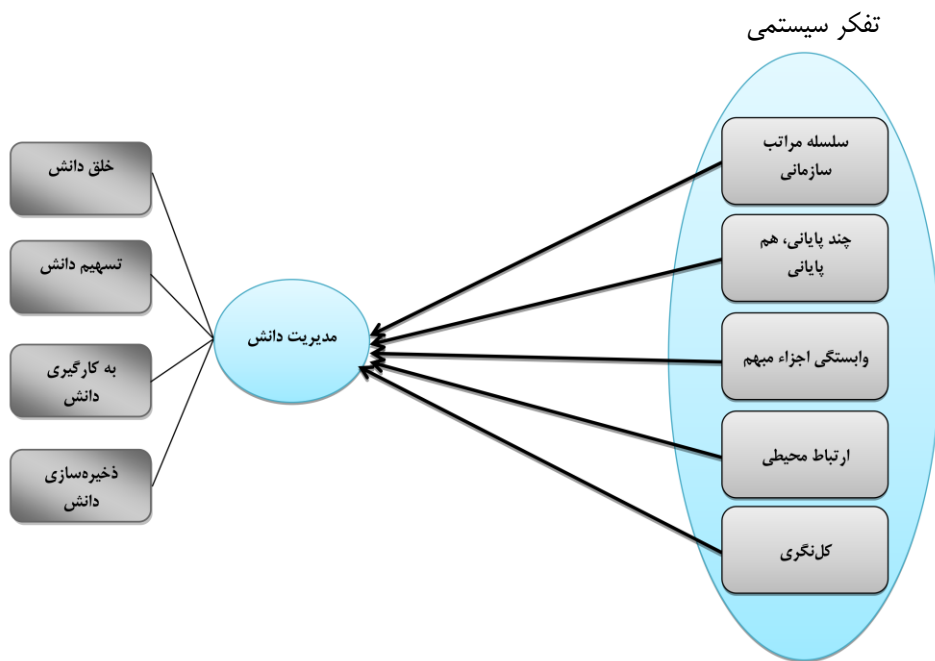 تفکر سیستمی
سلسله مراتب
سازمانی
چند پایانی، هم
پایانی
وابستگی اجزاء مبهم
ارتباط محیطی
کل‌نگری
مدیریت دانش
خلق دانش
تسهیم دانش
به کارگیری
دانش
ذخیره‌سازی
دانش